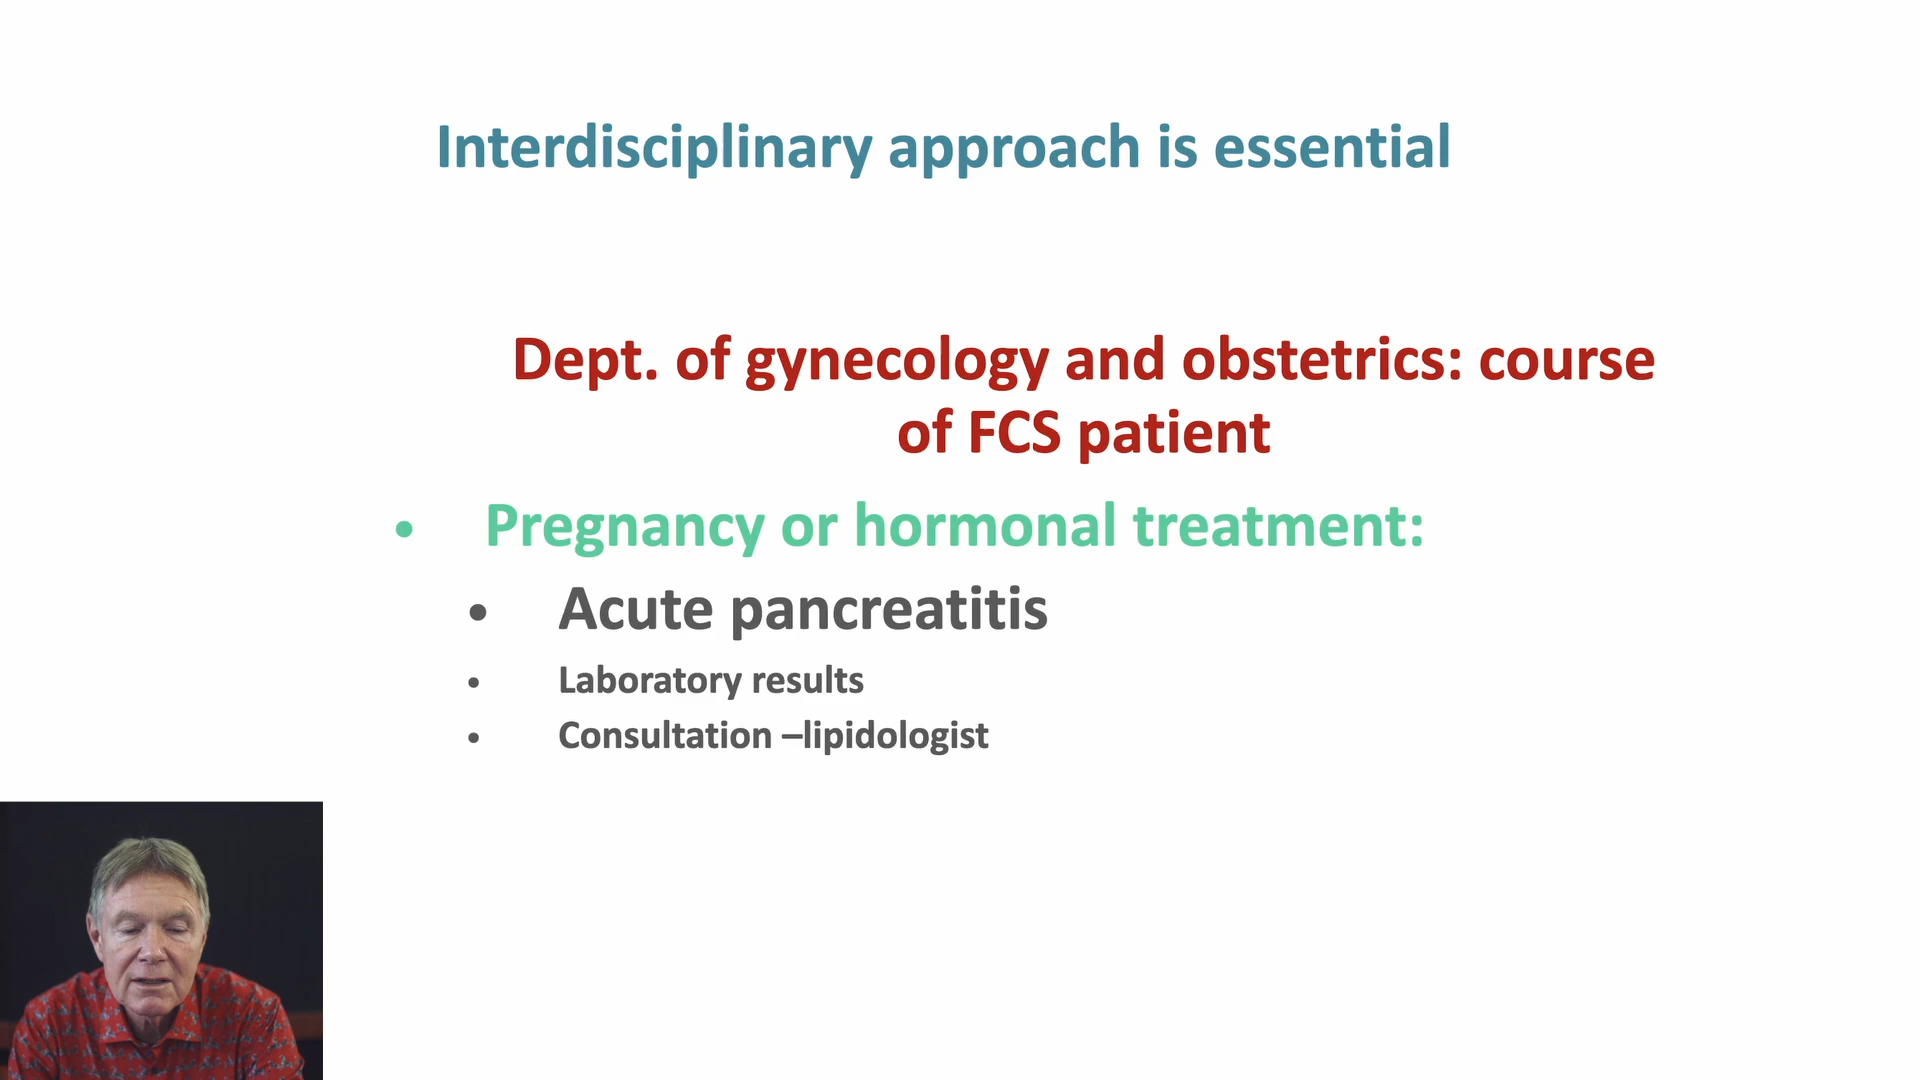 Interdisciplinary approach is essential
Dept. of gynecology and obstetrics: course
of FCS patient
• Pregnancy or hormonal treatment:
• Acute pancreatitis
• Laboratory results
• Consultation –lipidologist